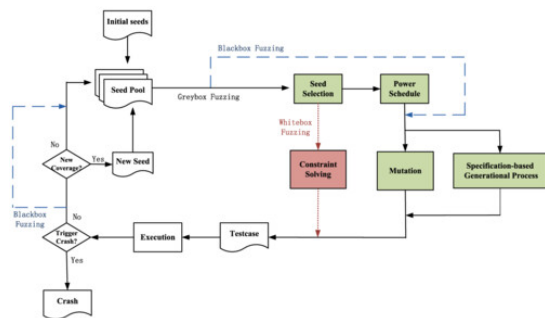 Initial seeds
Blackbox Fuzzing
Seed Pool
Greybox Fuzzing
Seed
Selection
Power
Schedule
Whitebox
Fuzzing
No
New
Coverage?
Yes
New Seed
Constraint
Solving
Mutation
Specification-based
Generational Process
Blackbox
Fuzzing
No
Trigger
Crash?
Execution
Testcase
Yes
Crash